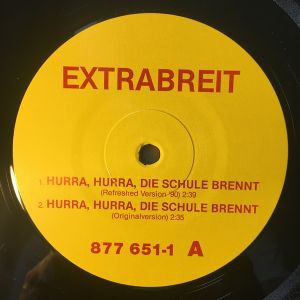 EXTRABREIT
1. HURRA, HURRA, DIE SCHULE BRENNT
(Refreshed Version-'90) 2:39
2. HURRA, HURRA, DIE SCHULE BRENNT
(Originalversion) 2:35
877 651-1 A